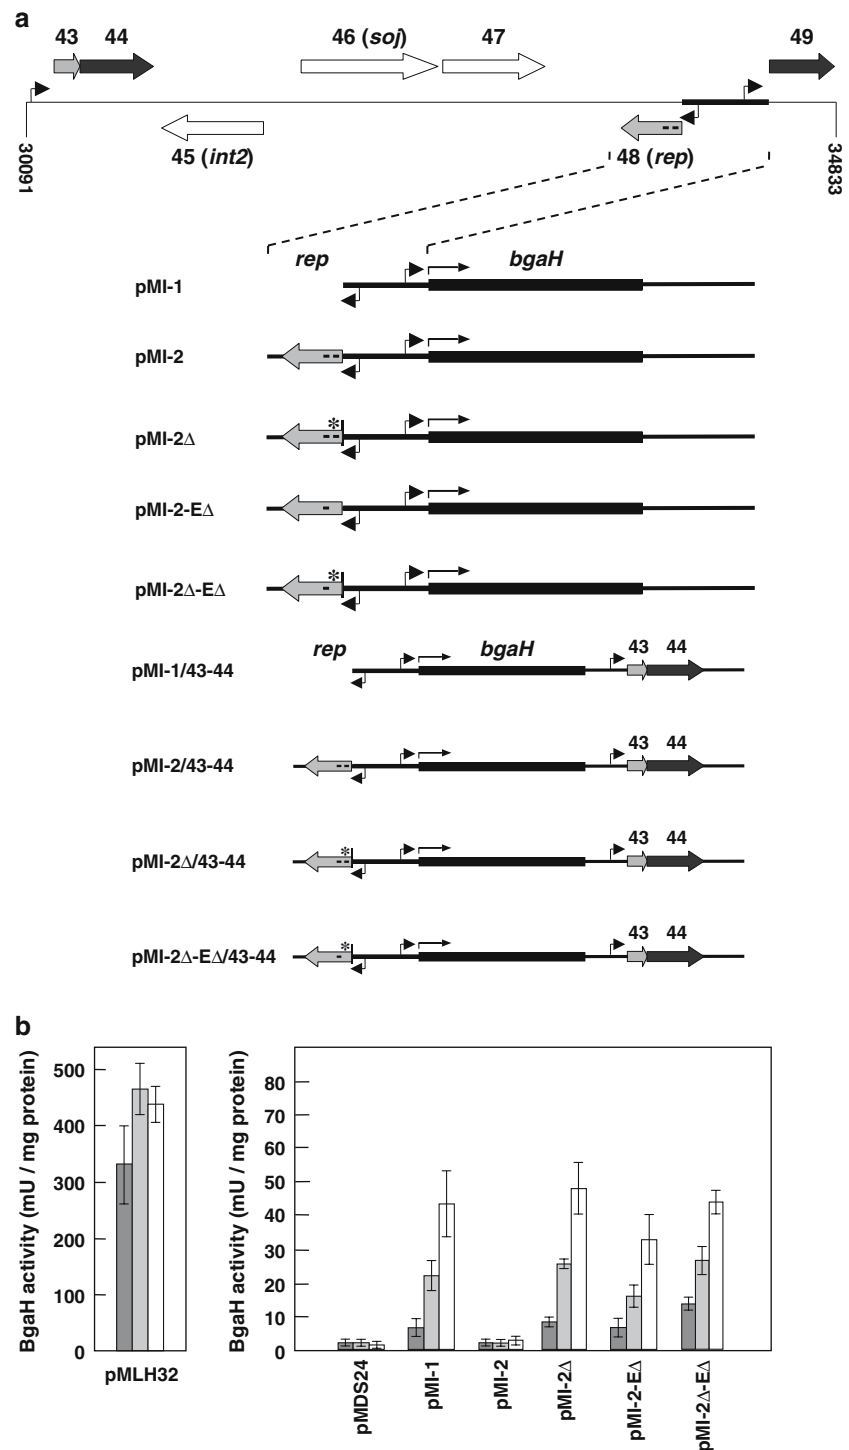 a
43 44 46 (soj) 47 49
45 (int2) 48 (rep)
30091 34833
rep bgaH
pMI-1
pMI-2
*
pMI-2Δ
pMI-2-EΔ
*
pMI-2Δ-EΔ
rep bgaH 43 44
pMI-1/43-44
43 44
pMI-2/43-44
43 44
*
pMI-2Δ/43-44
43 44
*
pMI-2Δ-EΔ/43-44
b
BgaH activity (mU / mg protein)
500
400
300
200
100
0
pMLH32
BgaH activity (mU / mg protein)
80
70
60
50
40
30
20
10
0
pMDS24
pMI-1
pMI-2
pMI-2Δ
pMI-2-EΔ
pMI-2Δ-EΔ